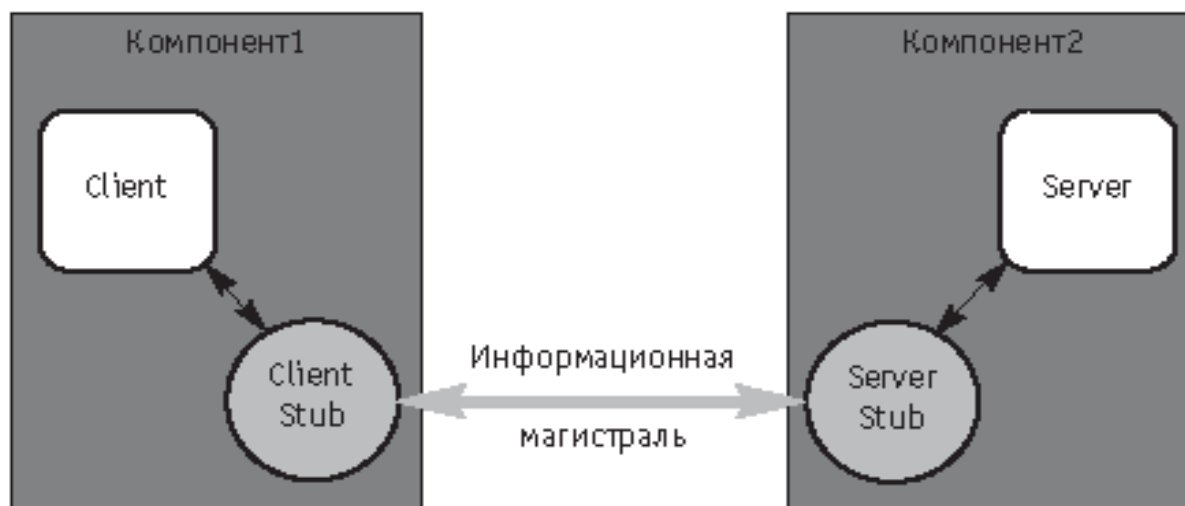 Компонент1
Компонент2
Client
Server
Client
Stub
Информационная
магистраль
Server
Stub